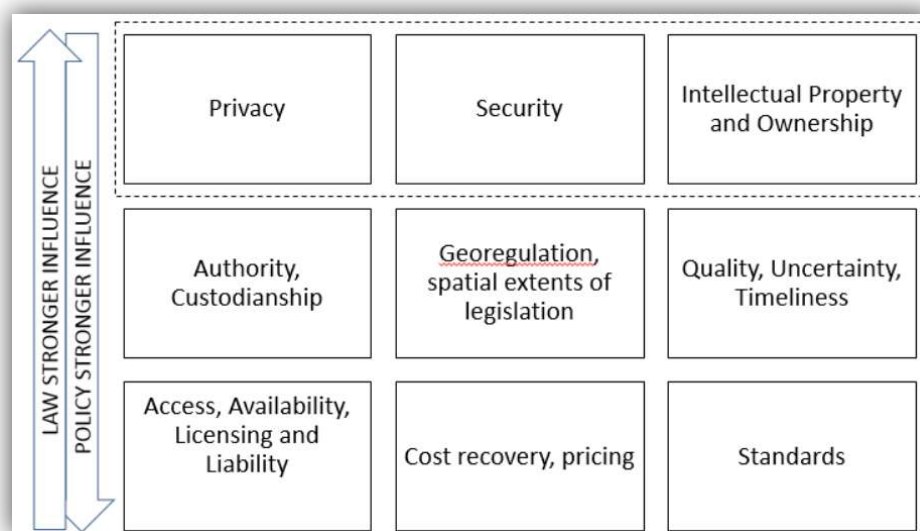 LAW STRONGER INFLUENCE
POLICY STRONGER INFLUENCE
Privacy
Security
Intellectual Property
and Ownership
Authority,
Custodianship
Georegulation,
spatial extents of
legislation
Quality, Uncertainty,
Timeliness
Access, Availability,
Licensing and
Liability
Cost recovery, pricing
Standards